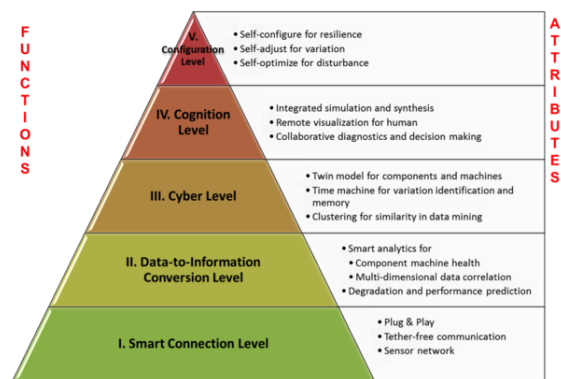 FUNCTIONS
ATTRIBUTES
V.
Configuration
Level
• Self-configure for resilience
• Self-adjust for variation
• Self-optimize for disturbance
IV. Cognition
Level
• Integrated simulation and synthesis
• Remote visualization for human
• Collaborative diagnostics and decision making
III. Cyber Level
• Twin model for components and machines
• Time machine for variation identification and
memory
• Clustering for similarity in data mining
II. Data-to-Information
Conversion Level
• Smart analytics for
• Component machine health
• Multi-dimensional data correlation
• Degradation and performance prediction
I. Smart Connection Level
• Plug & Play
• Tether-free communication
• Sensor network